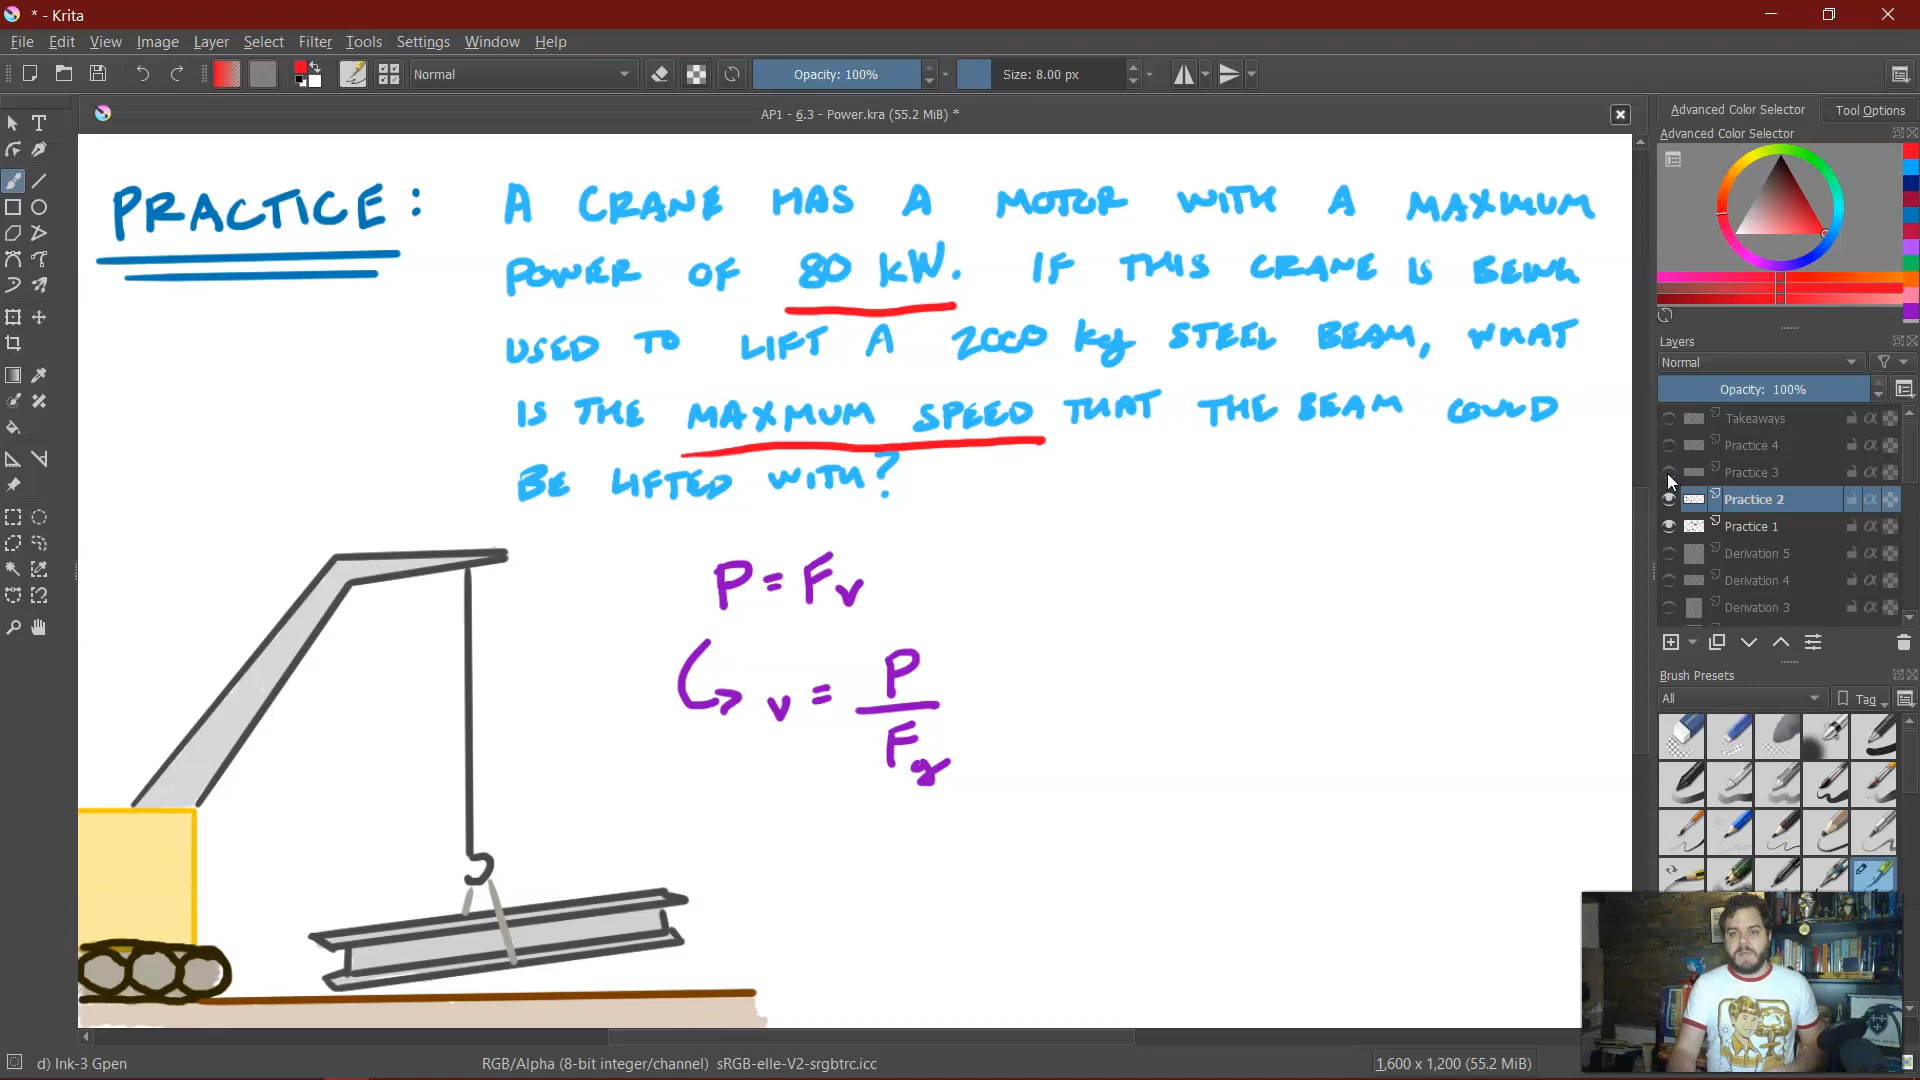 * - Krita
File Edit View Image Layer Select Filter Tools Settings Window Help
Normal Opacity: 100% Size: 8.00 px
AP1 - 6.3 - Power.kra (55.2 MiB) *
PRACTICE: A CRANE HAS A MOTOR WITH A MAXIMUM
POWER OF 80 kW. IF THIS CRANE IS BEING
USED TO LIFT A 2000 kg STEEL BEAM, WHAT
IS THE MAXMUM SPEED THAT THE BEAM COULD
BE LIFTED WITH?
P = Fv
v = P / Fg
Advanced Color Selector Tool Options
Advanced Color Selector
Layers
Normal
Opacity: 100%
Takeaways
Practice 4
Practice 3
Practice 2
Practice 1
Derivation 5
Derivation 4
Derivation 3
Brush Presets
All Tag
d) Ink-3 Gpen RGB/Alpha (8-bit integer/channel) sRGB-elle-V2-srgbtrc.icc 1,600 x 1,200 (55.2 MiB)